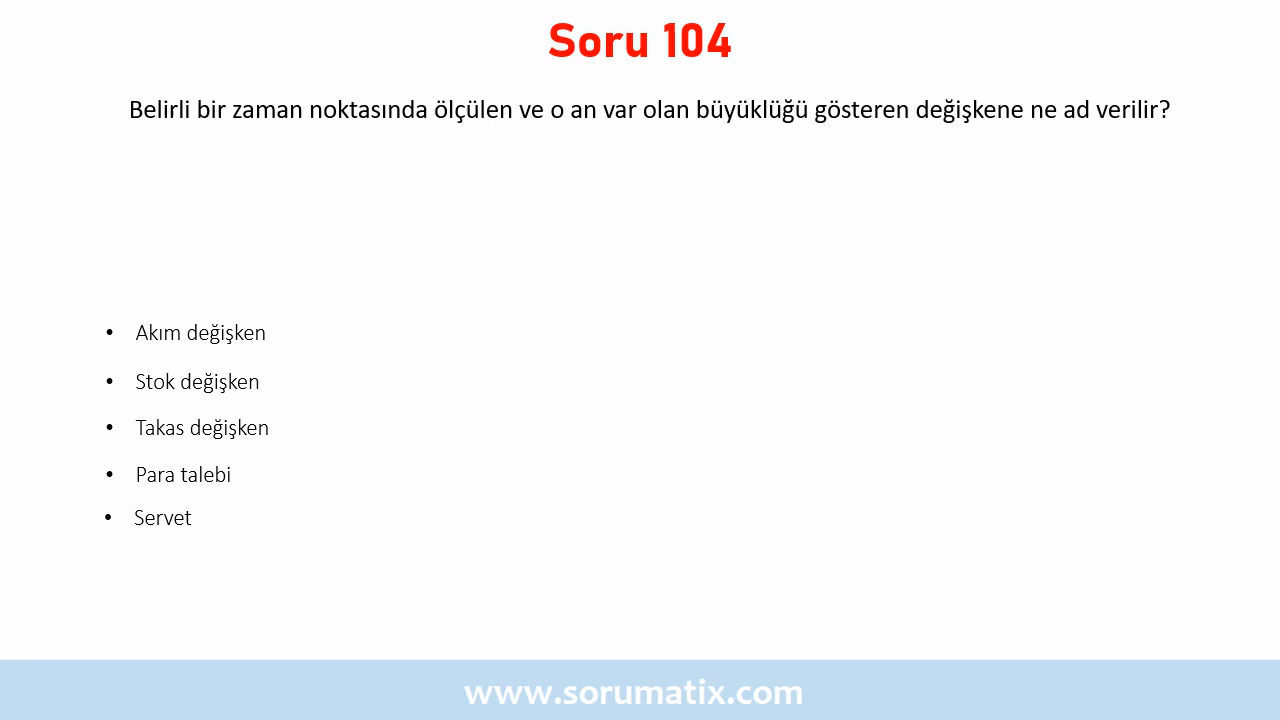 Soru 104
Belirli bir zaman noktasında ölçülen ve o an var olan büyüklüğü gösteren değişkene ne ad verilir?
• Akım değişken
• Stok değişken
• Takas değişken
• Para talebi
• Servet
www.sorumatix.com